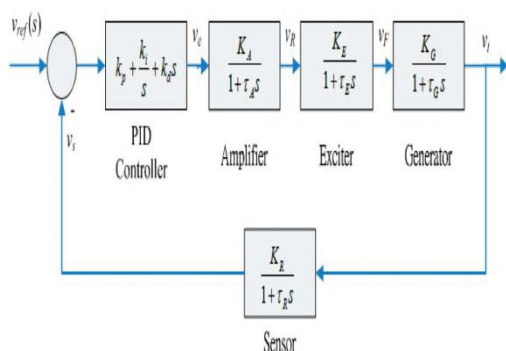 v_ref(s)
v_e
v_R
v_F
v_t
k_p + k_i/s + k_d s
K_A/(1+τ_A s)
K_E/(1+τ_E s)
K_G/(1+τ_G s)
-
v_s
PID
Controller
Amplifier
Exciter
Generator
K_R/(1+τ_R s)
Sensor